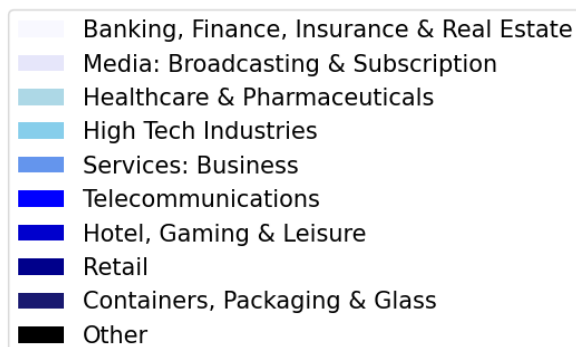 Banking, Finance, Insurance & Real Estate
Media: Broadcasting & Subscription
Healthcare & Pharmaceuticals
High Tech Industries
Services: Business
Telecommunications
Hotel, Gaming & Leisure
Retail
Containers, Packaging & Glass
Other